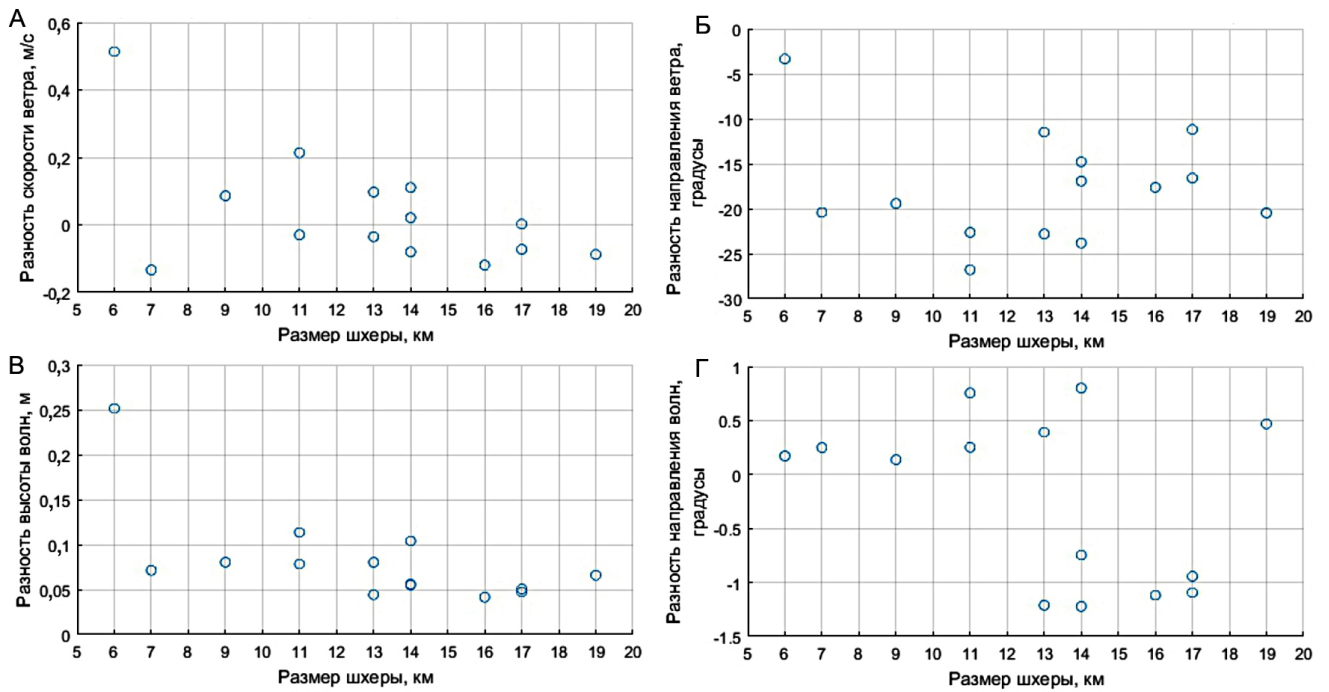 А
Разность скорости ветра, м/с
0,6
0,4
0,2
0
-0,2
5 6 7 8 9 10 11 12 13 14 15 16 17 18 19 20
Размер шхеры, км
Б
Разность направления ветра,
градусы
0
-5
-10
-15
-20
-25
-30
5 6 7 8 9 10 11 12 13 14 15 16 17 18 19 20
Размер шхеры, км
В
Разность высоты волн, м
0,3
0,25
0,2
0,15
0,1
0,05
0
5 6 7 8 9 10 11 12 13 14 15 16 17 18 19 20
Размер шхеры, км
Г
Разность направления волн,
градусы
1
0.5
0
-0.5
-1
-1.5
5 6 7 8 9 10 11 12 13 14 15 16 17 18 19 20
Размер шхеры, км